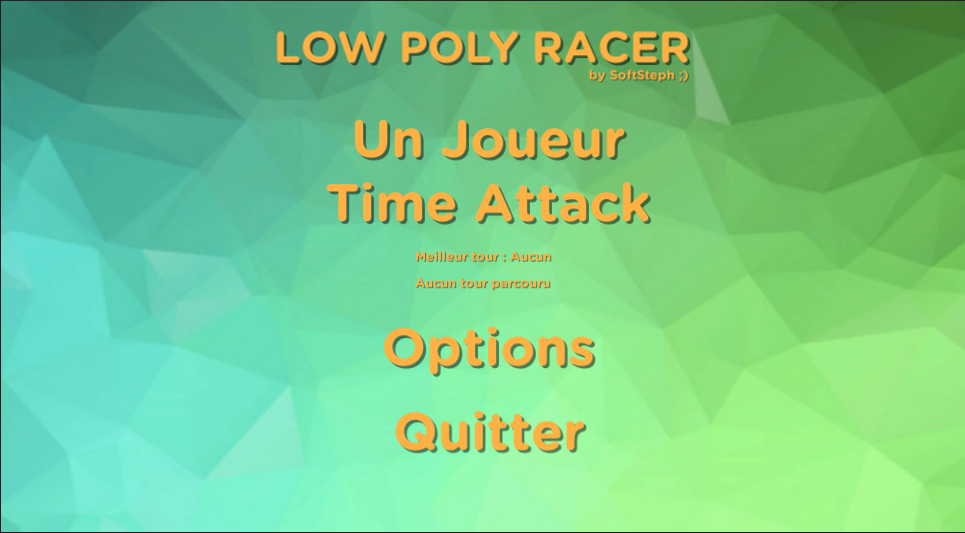 LOW POLY RACER
by SoftSteph ;)
Un Joueur
Time Attack
Meilleur tour : Aucun
Aucun tour parcouru
Options
Quitter